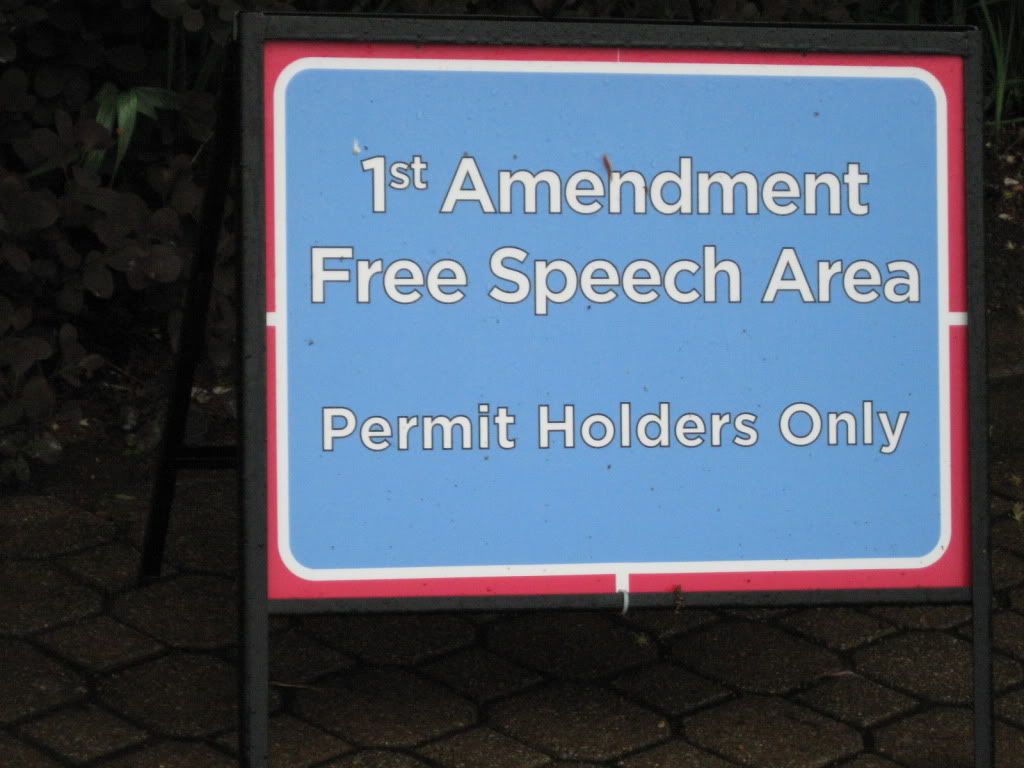 1st Amendment
Free Speech Area
Permit Holders Only